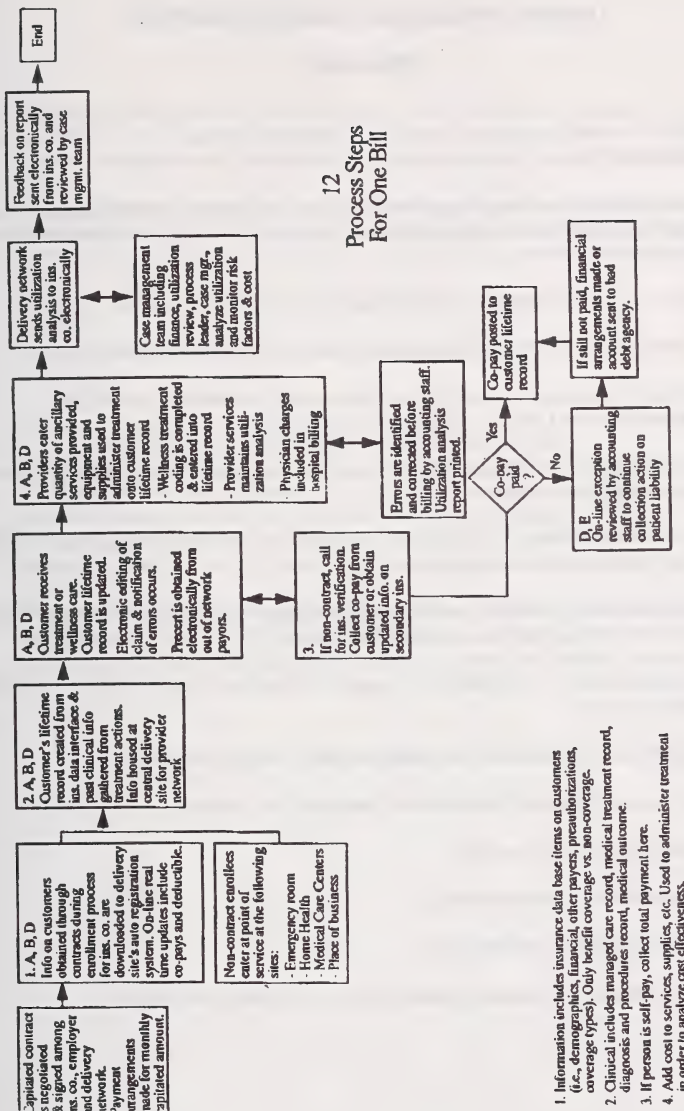 Capitated contract
is negotiated
& signed among
ins. co., employer
and delivery
network.
Payment
arrangements
made for monthly
capitated amount.
1. A, B, D
Info on customers
obtained through
contracts during
enrollment process
for ins. co. are
downloaded to delivery
site's auto registration
system. On-line real
time updates include
co-pays and deductible.
Non-contract enrollees
enter at point of
service at the following
sites:
- Emergency room
- Home Health
- Medical Care Centers
- Place of business
2. A, B, D
Customer's lifetime
record created from
ins. data interface &
past clinical info
gathered from
treatment actions.
Info housed at
central delivery
site for provider
network
A, B, D
Customer receives
treatment or
wellness care.
Customer lifetime
record is updated.
Electronic editing of
claim & notification
of errors occurs.
Precert is obtained
electronically from
out of network
payors.
3.
If non-contract, call
for ins. verification.
Collect co-pay from
customer or obtain
updated info. on
secondary ins.
4. A, B, D
Providers enter
quantity of ancillary
services provided,
equipment and
supplies used to
administer treatment
onto customer
lifetime record
- Wellness treatment
coding is completed
& entered into
lifetime record
- Provider services
maintains utili-
zation analysis
- Physician charges
included in
hospital billing
Errors are identified
and corrected before
billing by accounting staff.
Utilization analysis
report printed.
Co-pay
paid
?
Yes
No
Co-pay posted to
customer lifetime
record
D, E
On-line exception
reviewed by accounting
staff to continue
collection action on
patient liability
If still not paid, financial
arrangements made or
account sent to bad
debt agency.
Delivery network
sends utilization
analysis to ins.
co. electronically
Case management
team including
finance, utilization
review, process
leader, case mgr.,
analyze utilization
and monitor risk
factors & cost
Feedback on report
sent electronically
from ins. co. and
reviewed by case
mgmt. team
End
12
Process Steps
For One Bill
1. Information includes insurance data base items on customers
(i.e., demographics, financial, other payers, preauthorizations,
coverage types). Only benefit coverage vs. non-coverage.
2. Clinical includes managed care record, medical treatment record,
diagnosis and procedures record, medical outcome.
3. If person is self-pay, collect total payment here.
4. Add cost to services, supplies, etc. Used to administer treatment
in order to analyze cost effectiveness.